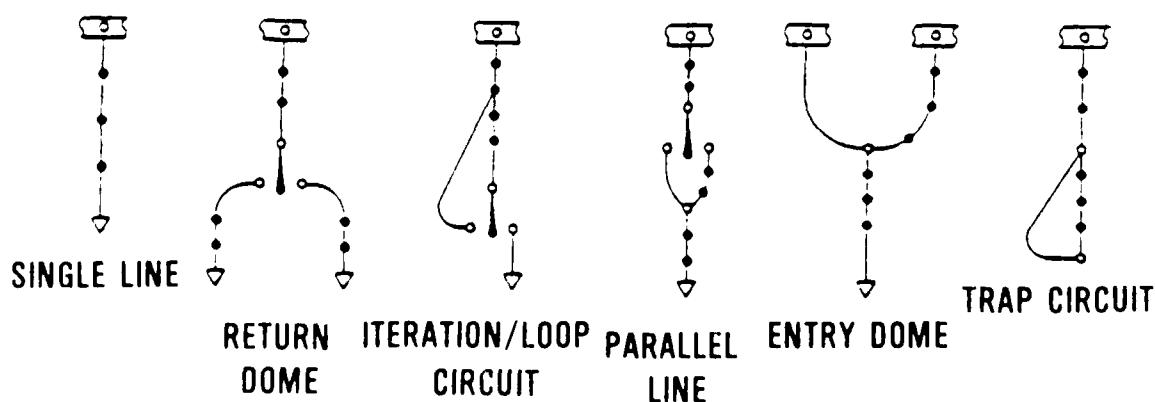 SINGLE LINE
RETURN
DOME
ITERATION/LOOP
CIRCUIT
PARALLEL
LINE
ENTRY DOME
TRAP CIRCUIT